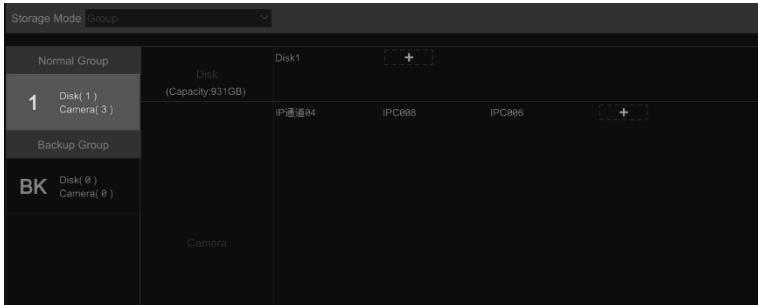 Storage Mode Group
Normal Group
1 Disk( 1 )
Camera( 3 )
Backup Group
BK Disk( 0 )
Camera( 0 )
Disk
(Capacity:931GB)
Disk1 +
Camera
IP通道04 IPC008 IPC006 +